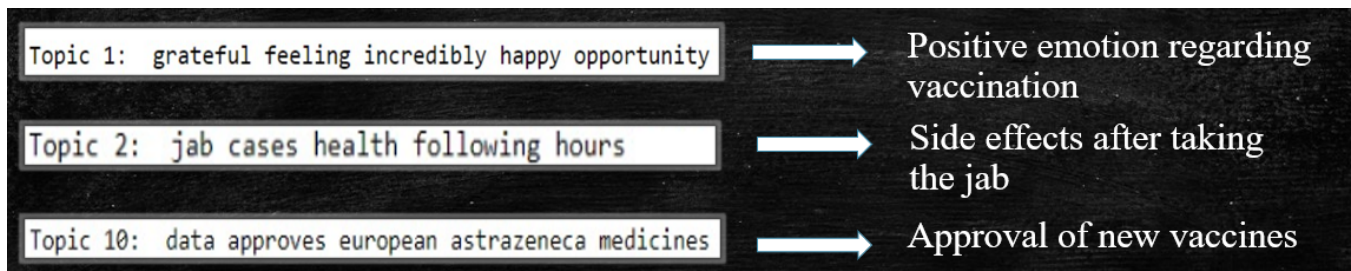 Topic 1:  grateful feeling incredibly happy opportunity
Positive emotion regarding
vaccination
Topic 2:  jab cases health following hours
Side effects after taking
the jab
Topic 10:  data approves european astrazeneca medicines
Approval of new vaccines